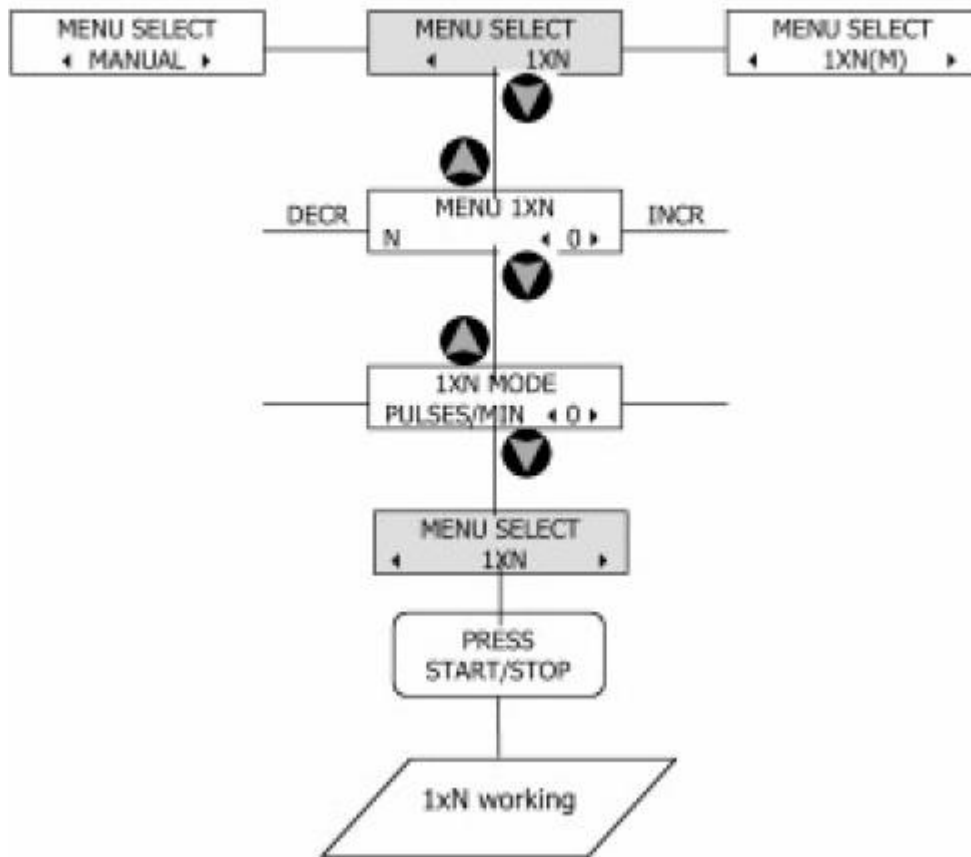 MENU SELECT
◂ MANUAL ▸
MENU SELECT
◂ 1XN
MENU SELECT
◂ 1XN(M) ▸
DECR
MENU 1XN
N ◂ 0 ▸
INCR
1XN MODE
PULSES/MIN ◂ 0 ▸
MENU SELECT
◂ 1XN ▸
PRESS
START/STOP
1xN working